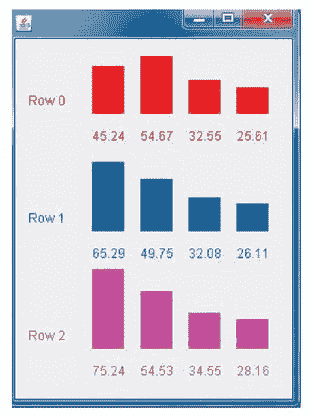 Row 0
45.24 54.67 32.55 25.61
Row 1
65.29 49.75 32.08 26.11
Row 2
75.24 54.53 34.55 28.16